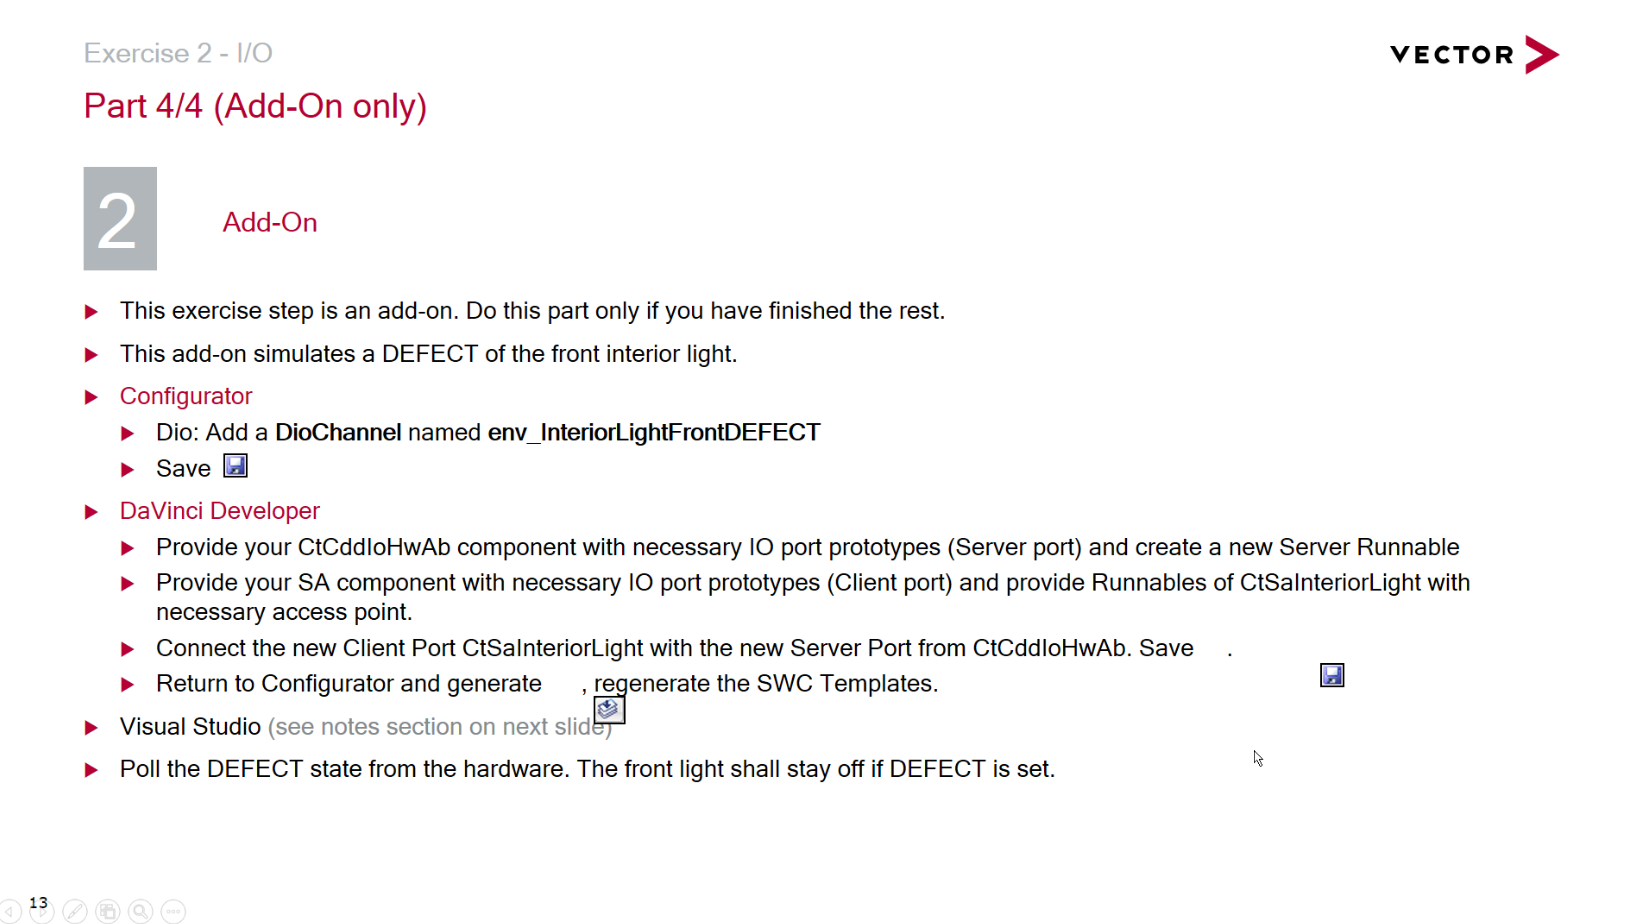 Exercise 2 - I/O
VECTOR
Part 4/4 (Add-On only)
2
Add-On
This exercise step is an add-on. Do this part only if you have finished the rest.
This add-on simulates a DEFECT of the front interior light.
Configurator
Dio: Add a DioChannel named env_InteriorLightFrontDEFECT
Save
DaVinci Developer
Provide your CtCddIoHwAb component with necessary IO port prototypes (Server port) and create a new Server Runnable
Provide your SA component with necessary IO port prototypes (Client port) and provide Runnables of CtSaInteriorLight with
necessary access point.
Connect the new Client Port CtSaInteriorLight with the new Server Port from CtCddIoHwAb. Save .
Return to Configurator and generate , regenerate the SWC Templates.
Visual Studio (see notes section on next slide)
Poll the DEFECT state from the hardware. The front light shall stay off if DEFECT is set.
13